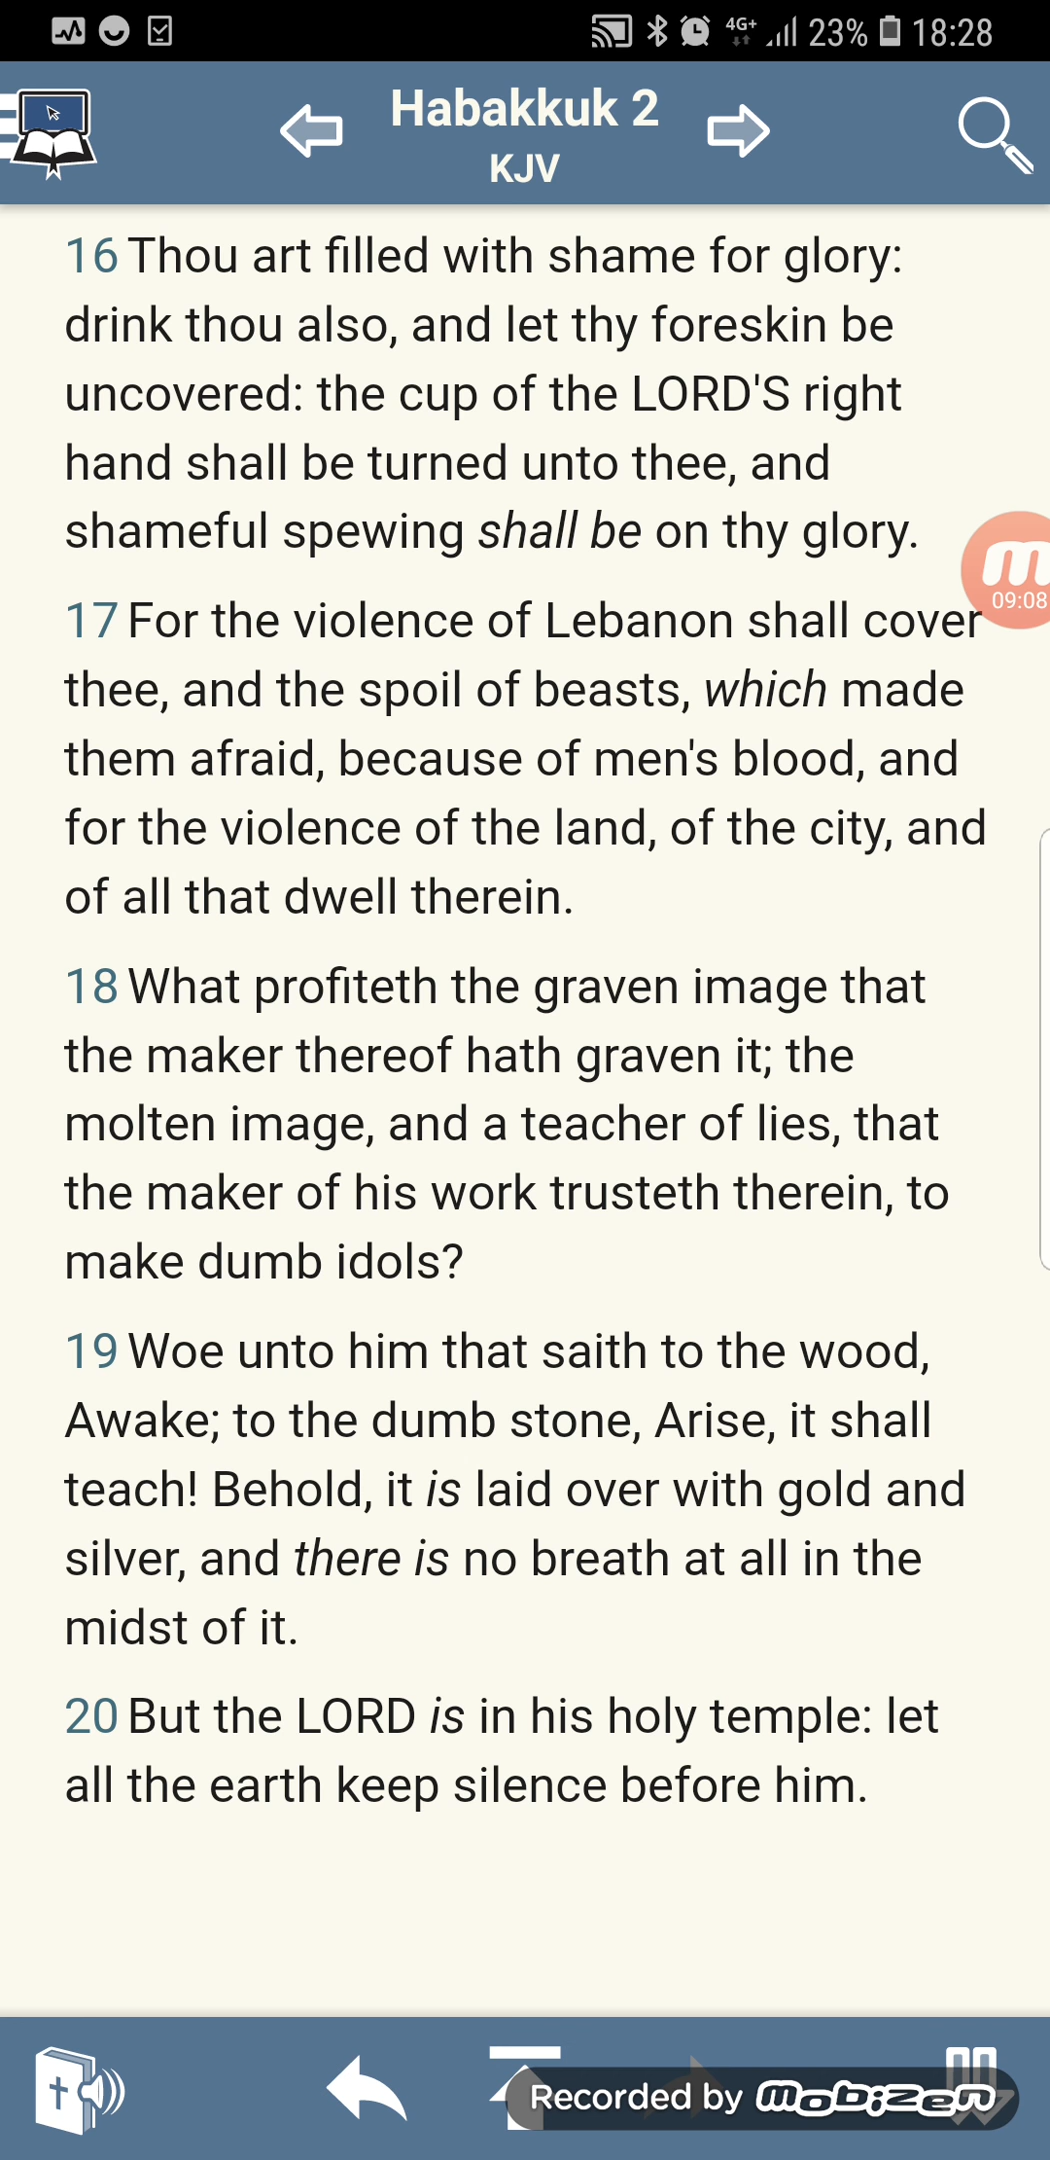 4G+ 23% 18:28
Habakkuk 2
KJV
16 Thou art filled with shame for glory:
drink thou also, and let thy foreskin be
uncovered: the cup of the LORD'S right
hand shall be turned unto thee, and
shameful spewing shall be on thy glory.
m
09:08
17 For the violence of Lebanon shall cover
thee, and the spoil of beasts, which made
them afraid, because of men's blood, and
for the violence of the land, of the city, and
of all that dwell therein.
18 What profiteth the graven image that
the maker thereof hath graven it; the
molten image, and a teacher of lies, that
the maker of his work trusteth therein, to
make dumb idols?
19 Woe unto him that saith to the wood,
Awake; to the dumb stone, Arise, it shall
teach! Behold, it is laid over with gold and
silver, and there is no breath at all in the
midst of it.
20 But the LORD is in his holy temple: let
all the earth keep silence before him.
Recorded by mobizen